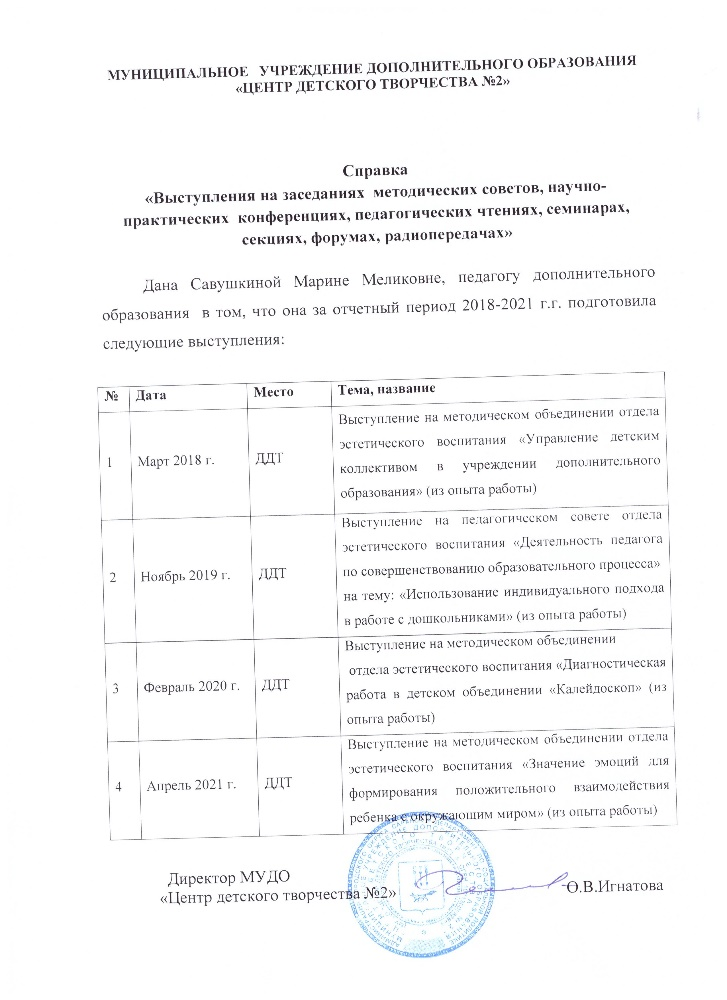 МУНИЦИПАЛЬНОЕ УЧРЕЖДЕНИЕ ДОПОЛНИТЕЛЬНОГО ОБРАЗОВАНИЯ
«ЦЕНТР ДЕТСКОГО ТВОРЧЕСТВА №2»
Справка
«Выступления на заседаниях методических советов, научно-
практических конференциях, педагогических чтениях, семинарах,
секциях, форумах, радиопередачах»
Дана Савушкиной Марине Меликовне, педагогу дополнительного
образования в том, что она за отчетный период 2018-2021 г.г. подготовила
следующие выступления:
№ Дата Место Тема, название
1 Март 2018 г. ДДТ
Выступление на методическом объединении отдела
эстетического воспитания «Управление детским
коллективом в учреждении дополнительного
образования» (из опыта работы)
2 Ноябрь 2019 г. ДДТ
Выступление на педагогическом совете отдела
эстетического воспитания «Деятельность педагога
по совершенствованию образовательного процесса»
на тему: «Использование индивидуального подхода
в работе с дошкольниками» (из опыта работы)
3 Февраль 2020 г. ДДТ
Выступление на методическом объединении
отдела эстетического воспитания «Диагностическая
работа в детском объединении «Калейдоскоп» (из
опыта работы)
4 Апрель 2021 г. ДДТ
Выступление на методическом объединении отдела
эстетического воспитания «Значение эмоций для
формирования положительного взаимодействия
ребенка с окружающим миром» (из опыта работы)
Директор МУДО
«Центр детского творчества №2» О.В.Игнатова